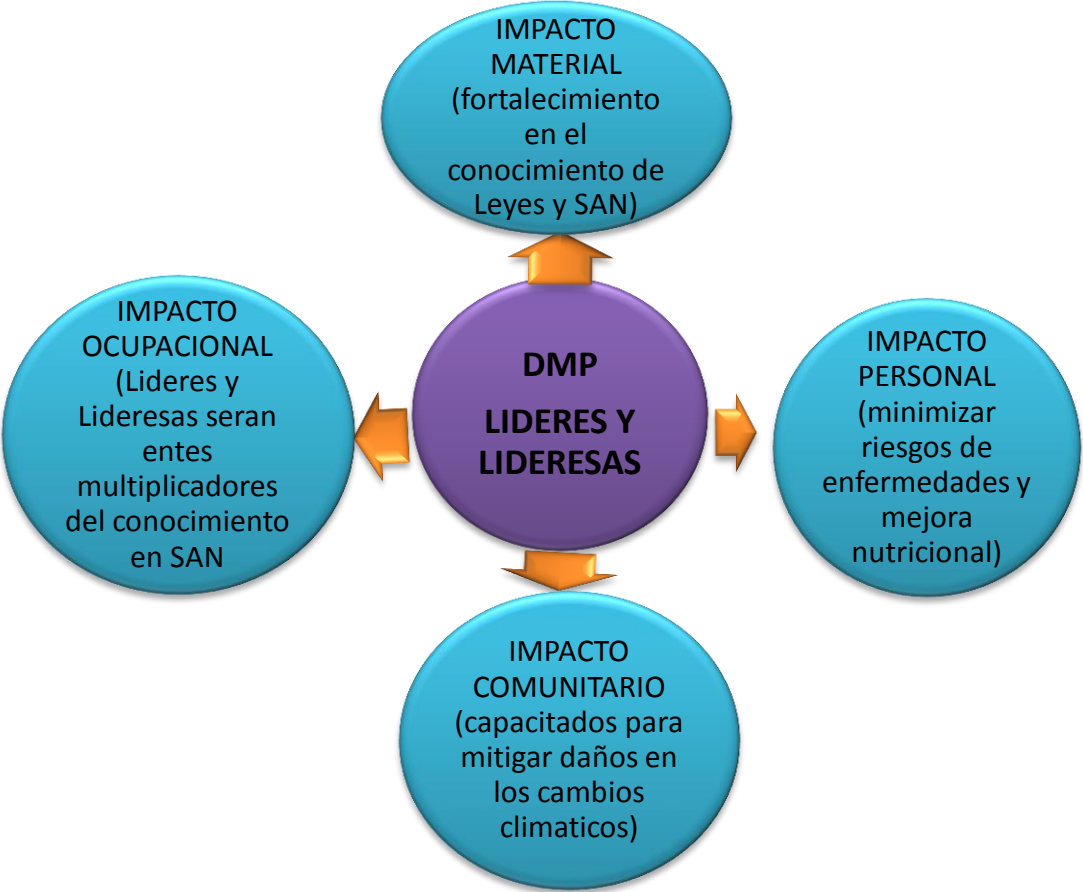 IMPACTO
MATERIAL
(fortalecimiento
en el
conocimiento de
Leyes y SAN)
IMPACTO
OCUPACIONAL
(Lideres y
Lideresas seran
entes
multiplicadores
del conocimiento
en SAN
DMP
LIDERES Y
LIDERESAS
IMPACTO
PERSONAL
(minimizar
riesgos de
enfermedades y
mejora
nutricional)
IMPACTO
COMUNITARIO
(capacitados para
mitigar daños en
los cambios
climaticos)